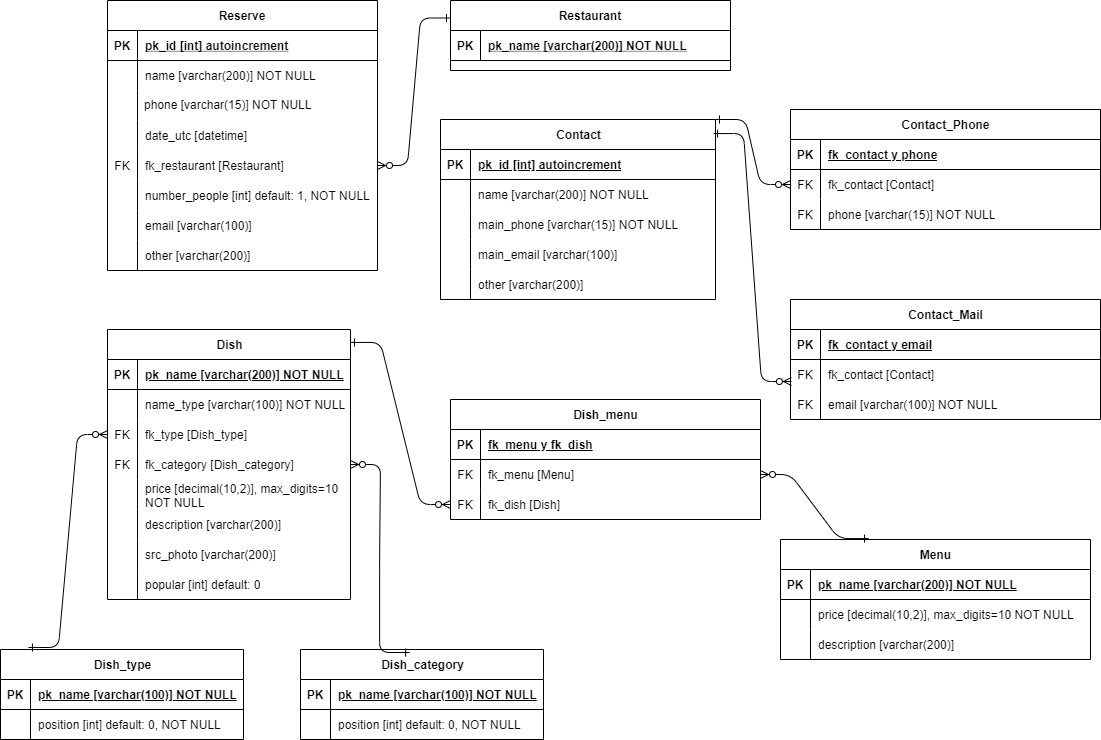 Reserve
PK pk_id [int] autoincrement
name [varchar(200)] NOT NULL
phone [varchar(15)] NOT NULL
date_utc [datetime]
FK fk_restaurant [Restaurant]
number_people [int] default: 1, NOT NULL
email [varchar(100)]
other [varchar(200)]
Restaurant
PK pk_name [varchar(200)] NOT NULL
Contact
PK pk_id [int] autoincrement
name [varchar(200)] NOT NULL
main_phone [varchar(15)] NOT NULL
main_email [varchar(100)]
other [varchar(200)]
Contact_Phone
PK fk_contact y phone
FK fk_contact [Contact]
FK phone [varchar(15)] NOT NULL
Contact_Mail
PK fk_contact y email
FK fk_contact [Contact]
FK email [varchar(100)] NOT NULL
Dish
PK pk_name [varchar(200)] NOT NULL
name_type [varchar(100)] NOT NULL
FK fk_type [Dish_type]
FK fk_category [Dish_category]
price [decimal(10,2)], max_digits=10
NOT NULL
description [varchar(200)]
src_photo [varchar(200)]
popular [int] default: 0
Dish_menu
PK fk_menu y fk_dish
FK fk_menu [Menu]
FK fk_dish [Dish]
Menu
PK pk_name [varchar(200)] NOT NULL
price [decimal(10,2)], max_digits=10 NOT NULL
description [varchar(200)]
Dish_type
PK pk_name [varchar(100)] NOT NULL
position [int] default: 0, NOT NULL
Dish_category
PK pk_name [varchar(100)] NOT NULL
position [int] default: 0, NOT NULL